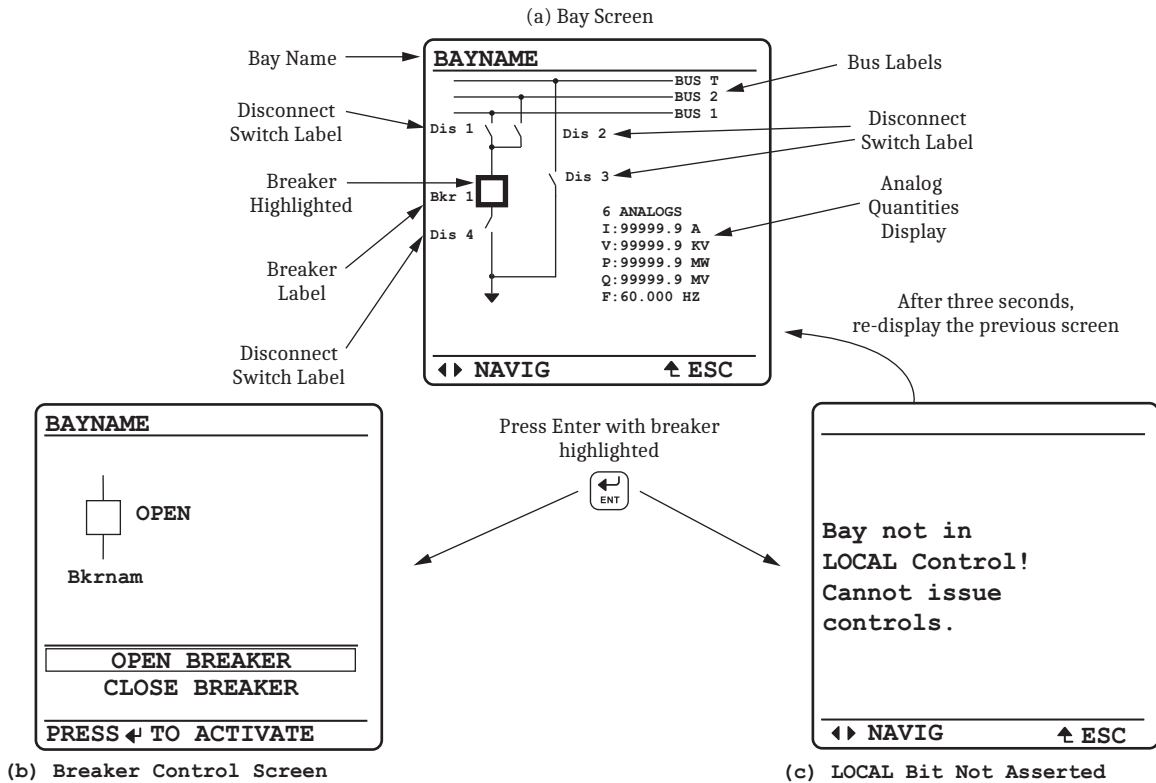 (a) Bay Screen
Bay Name
BAYNAME
Bus Labels
BUS T
BUS 2
BUS 1
Disconnect
Switch Label
Dis 1
Dis 2
Disconnect
Switch Label
Dis 3
Breaker
Highlighted
Bkr 1
Analog
Quantities
Display
6 ANALOGS
I:99999.9 A
V:99999.9 KV
P:99999.9 MW
Q:99999.9 MV
F:60.000 HZ
Dis 4
Breaker
Label
Disconnect
Switch Label
NAVIG
ESC
After three seconds,
re-display the previous screen
BAYNAME
OPEN
Bkrnam
OPEN BREAKER
CLOSE BREAKER
PRESS TO ACTIVATE
(b) Breaker Control Screen
Press Enter with breaker
highlighted
ENT
Bay not in
LOCAL Control!
Cannot issue
controls.
NAVIG
ESC
(c) LOCAL Bit Not Asserted